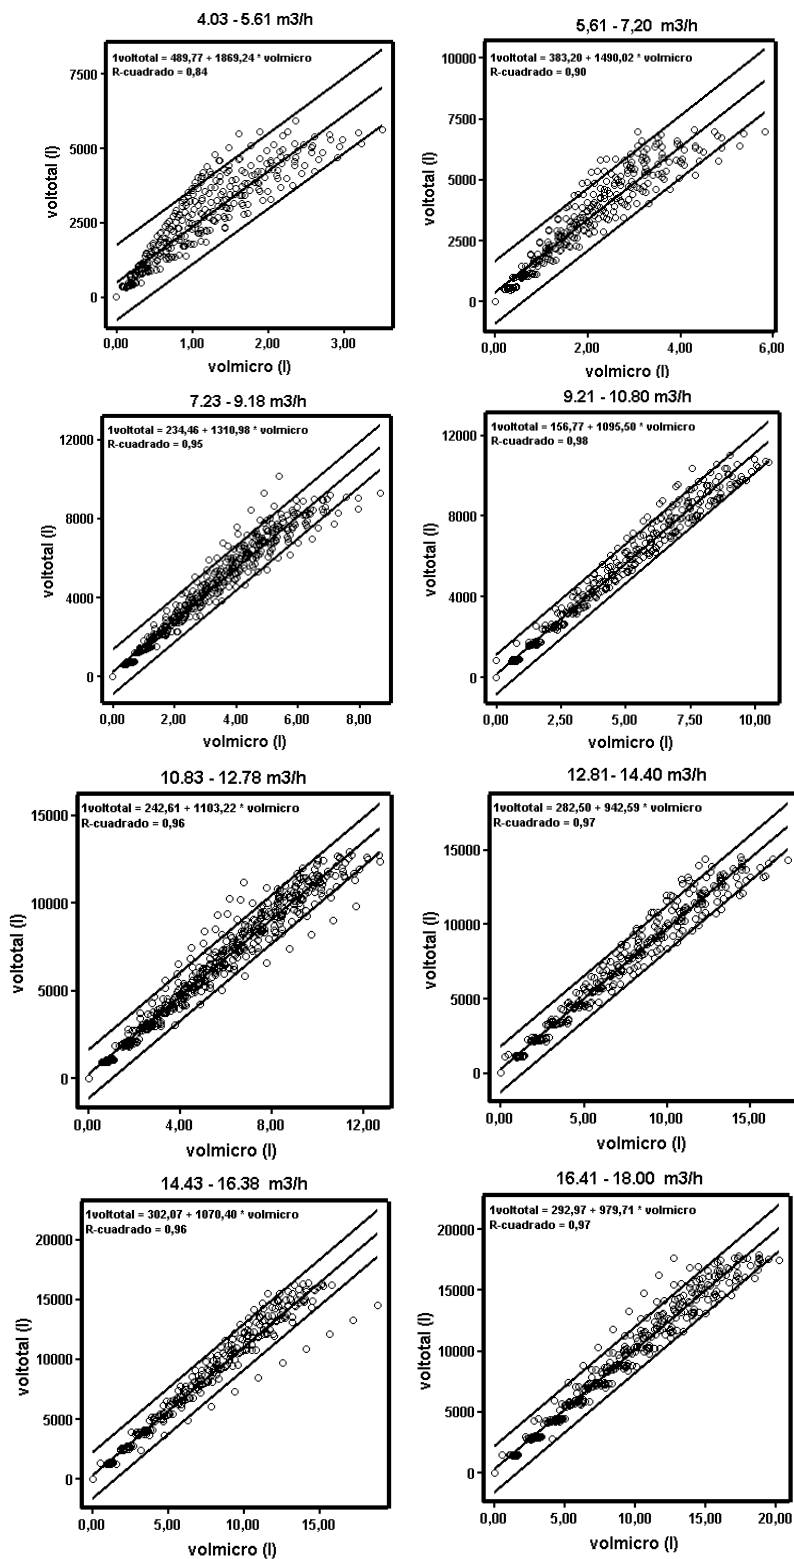 4.03 - 5.61 m3/h
1voltotal = 489,77 + 1869,24 * volmicro
R-cuadrado = 0,84
voltotal (l)
7500
5000
2500
0
0,00 1,00 2,00 3,00
volmicro (l)
5,61 - 7,20 m3/h
1voltotal = 383,20 + 1490,02 * volmicro
R-cuadrado = 0,90
voltotal (l)
10000
7500
5000
2500
0
0,00 2,00 4,00 6,00
volmicro (l)
7.23 - 9.18 m3/h
1voltotal = 234,46 + 1310,98 * volmicro
R-cuadrado = 0,95
voltotal (l)
12000
8000
4000
0
0,00 2,00 4,00 6,00 8,00
volmicro (l)
9.21 - 10.80 m3/h
1voltotal = 156,77 + 1095,50 * volmicro
R-cuadrado = 0,98
voltotal (l)
12000
8000
4000
0
0,00 2,50 5,00 7,50 10,00
volmicro (l)
10.83 - 12.78 m3/h
1voltotal = 242,61 + 1103,22 * volmicro
R-cuadrado = 0,96
voltotal (l)
15000
10000
5000
0
0,00 4,00 8,00 12,00
volmicro (l)
12.81- 14.40 m3/h
1voltotal = 282,50 + 942,59 * volmicro
R-cuadrado = 0,97
voltotal (l)
15000
10000
5000
0
0,00 5,00 10,00 15,00
volmicro (l)
14.43 - 16.38 m3/h
1voltotal = 302,07 + 1070,40 * volmicro
R-cuadrado = 0,96
voltotal (l)
20000
15000
10000
5000
0
0,00 5,00 10,00 15,00
volmicro (l)
16.41 - 18.00 m3/h
1voltotal = 292,97 + 979,71 * volmicro
R-cuadrado = 0,97
voltotal (l)
20000
15000
10000
5000
0
0,00 5,00 10,00 15,00 20,00
volmicro (l)